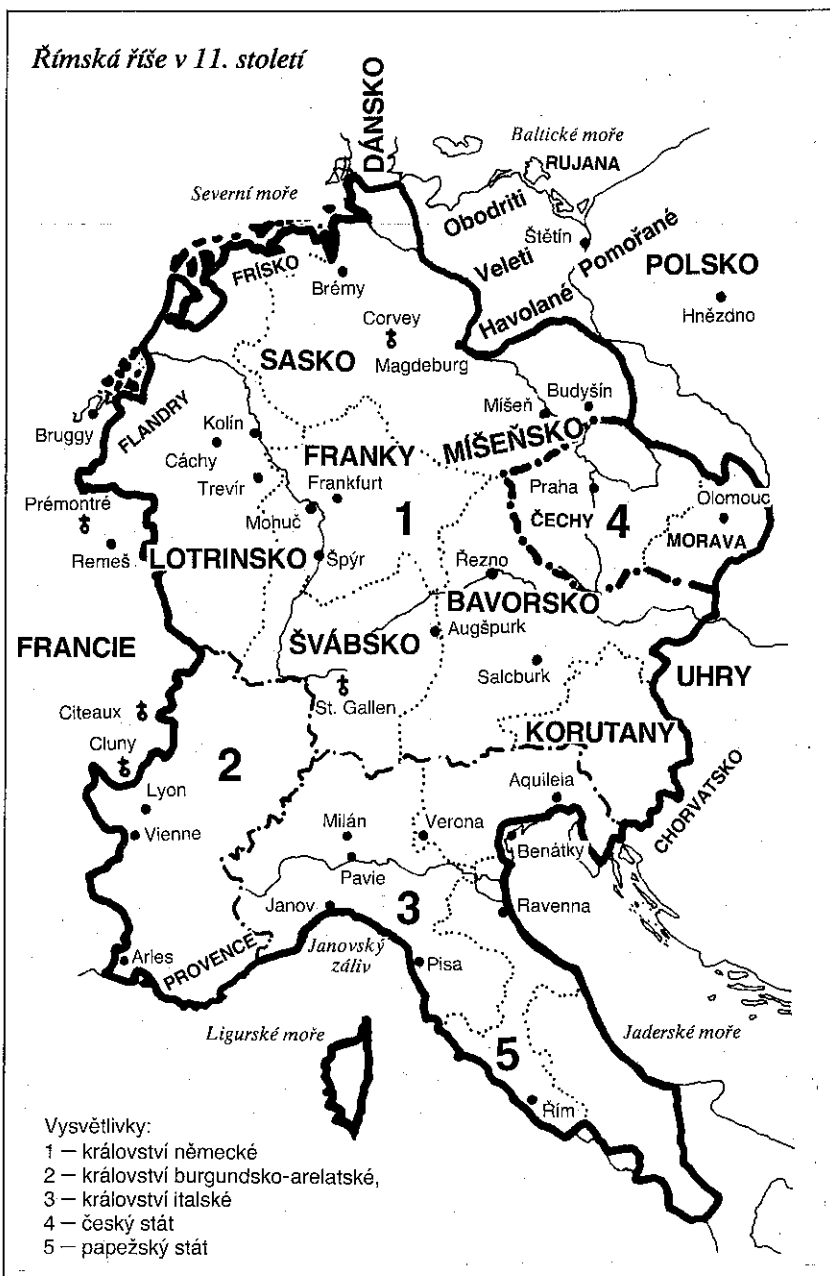 Římská říše v 11. století
DÁNSKO
Baltické moře
RUJANA
Severní moře
Obodriti
Štětín
Veleti
Pomořané
POLSKO
FRÍSKO
Brémy
Havolané
Hnězdno
Corvey
SASKO
Magdeburg
Budyšín
Míšeň
Bruggy
FLANDRY
Kolín
MÍŠEŇSKO
Cáchy
FRANKY
Trevír
Frankfurt
Praha
Olomouc
Prémontré
Mohuč
1
ČECHY
4
MORAVA
Remeš
LOTRINSKO
Špýr
Řezno
BAVORSKO
FRANCIE
ŠVÁBSKO
Augšpurk
Salcburk
UHRY
Citeaux
St. Gallen
Cluny
KORUTANY
2
Lyon
Aquileia
CHORVATSKO
Vienne
Milán
Verona
Benátky
Pavie
Janov
3
Ravenna
Arles
PROVENCE
Janovský
záliv
Pisa
Ligurské moře
Jaderské moře
5
Řím
Vysvětlivky:
1 – království německé
2 – království burgundsko-arelatské,
3 – království italské
4 – český stát
5 – papežský stát